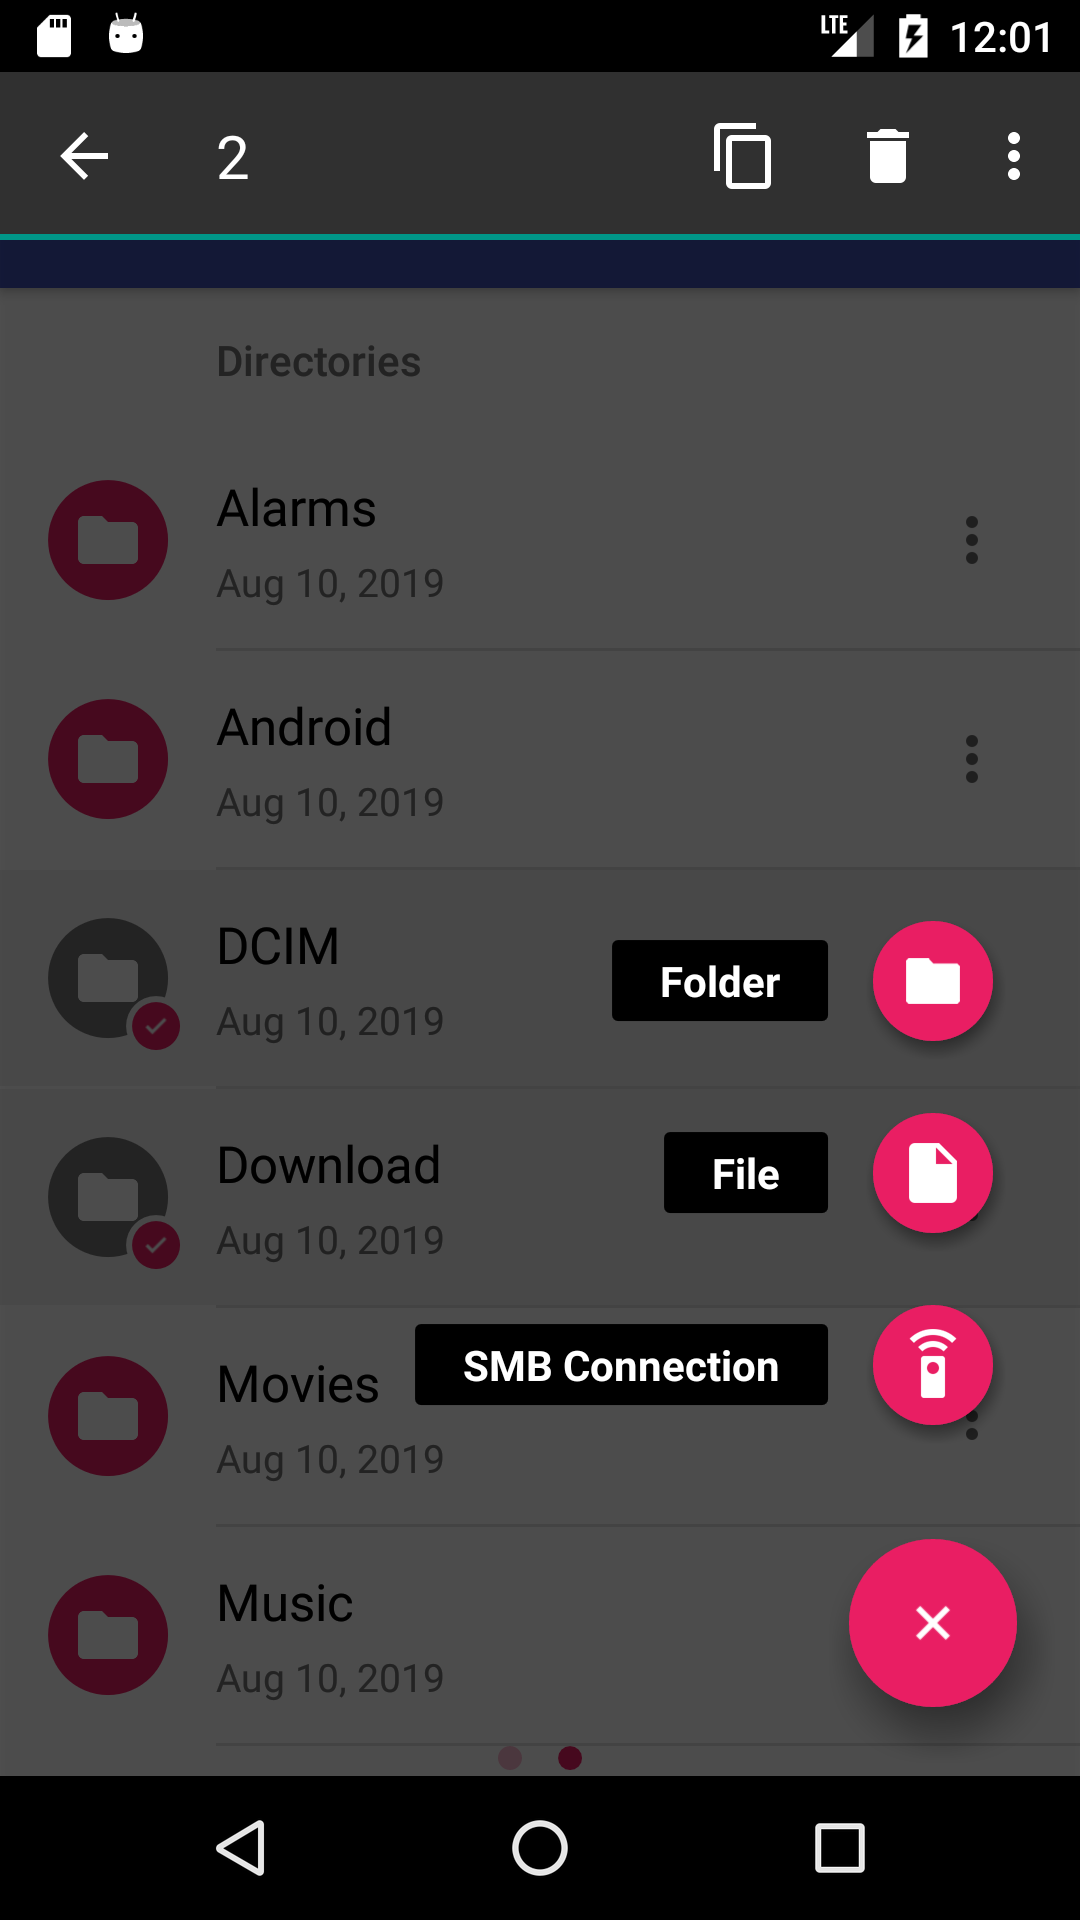 LTE 12:01
2
Directories
Alarms
Aug 10, 2019
Android
Aug 10, 2019
DCIM
Aug 10, 2019
Folder
Download
Aug 10, 2019
File
Movies
Aug 10, 2019
SMB Connection
Music
Aug 10, 2019